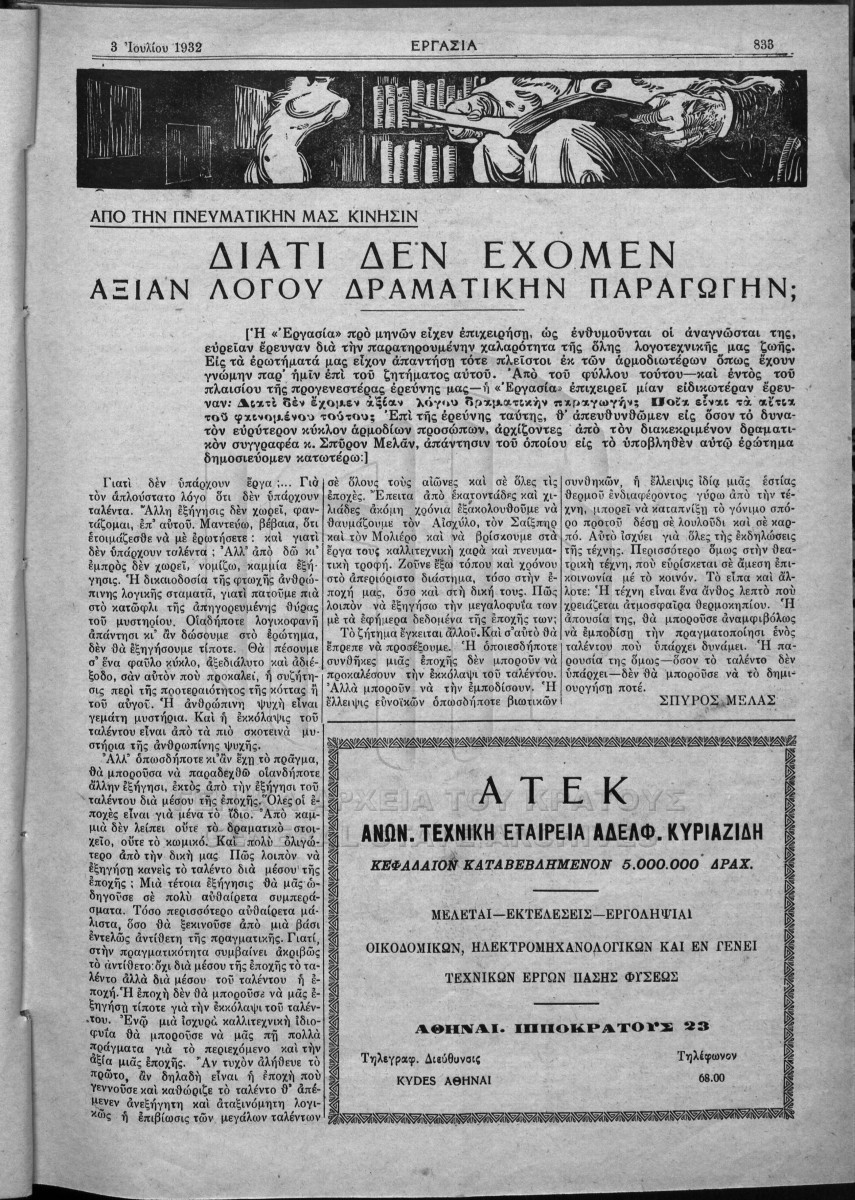 3 Ἰουλίου 1932
ΕΡΓΑΣΙΑ
833
ΑΠΟ ΤΗΝ ΠΝΕΥΜΑΤΙΚΗΝ ΜΑΣ ΚΙΝΗΣΙΝ
ΔΙΑΤΙ ΔΕΝ ΕΧΟΜΕΝ
ΑΞΙΑΝ ΛΟΓΟΥ ΔΡΑΜΑΤΙΚΗΝ ΠΑΡΑΓΩΓΗΝ;
[Ἡ «Ἐργασία» πρὸ μηνῶν εἶχεν ἐπιχειρήση, ὡς ἐνθυμοῦνται οἱ ἀναγνῶσται της,
εὐρεῖαν ἔρευναν διὰ τὴν παρατηρουμένην χαλαρότητα τῆς ὅλης λογοτεχνικῆς μας ζωῆς.
Εἰς τὰ ἐρωτήματά μας εἶχον ἀπαντήση τότε πλεῖστοι ἐκ τῶν ἁρμοδιωτέρων ὅπως ἔχουν
γνώμην παρ' ἡμῖν ἐπὶ τοῦ ζητήματος αὐτοῦ. Ἀπὸ τοῦ φύλλου τούτου—καὶ ἐντὸς τοῦ
πλαισίου τῆς προγενεστέρας ἐρεύνης μας—ἡ «Ἐργασία» ἐπιχειρεῖ μίαν εἰδικωτέραν ἔρευ-
ναν: Διατὶ δὲν ἔχομεν ἀξίαν λόγου δραματικὴν παραγωγήν; Ποῖα εἶναι τὰ αἴτια
τοῦ φαινομένου τούτου; Ἐπὶ τῆς ἐρεύνης ταύτης, θ' ἀπευθυνθῶμεν εἰς ὅσον τὸ δυνα-
τὸν εὐρύτερον κύκλον ἁρμοδίων προσώπων, ἀρχίζοντες ἀπὸ τὸν διακεκριμένον δραματι-
κὸν συγγραφέα κ. Σπῦρον Μελᾶν, ἀπάντησιν τοῦ ὁποίου εἰς τὸ ὑποβληθὲν αὐτῷ ἐρώτημα
δημοσιεύομεν κατωτέρω:]
Γιατὶ δὲν ὑπάρχουν ἔργα ;... Γιὰ
τὸν ἁπλούστατο λόγο ὅτι δὲν ὑπάρχουν
ταλέντα. Ἄλλη ἐξήγησις δὲν χωρεῖ, φαν-
τάζομαι, ἐπ' αὐτοῦ. Μαντεύω, βέβαια, ὅτι
ἑτοιμάζεσθε νὰ μὲ ἐρωτήσετε : καὶ γιατί
δὲν ὑπάρχουν ταλέντα ; Ἀλλ' ἀπὸ δῶ κι'
ἐμπρὸς δὲν χωρεῖ, νομίζω, καμμία ἐξή-
γησις. Ἡ δικαιοδοσία τῆς φτωχῆς ἀνθρώ-
πινης λογικῆς σταματᾶ, γιατὶ πατοῦμε πιὰ
στὸ κατώφλι τῆς ἀπηγορευμένης θύρας
τοῦ μυστηρίου. Οἱαδήποτε λογικοφανῆ
ἀπάντησι κι' ἂν δώσουμε στὸ ἐρώτημα,
δὲν θὰ ἐξηγήσουμε τίποτε. Θὰ πέσουμε
σ' ἕνα φαῦλο κύκλο, ἀξεδιάλυτο καὶ ἀδιέ-
ξοδο, σὰν αὐτὸν ποὺ προκαλεῖ, ἡ συζήτη-
σις περὶ τῆς προτεραιότητος τῆς κόττας ἢ
τοῦ αὐγοῦ. Ἡ ἀνθρώπινη ψυχὴ εἶναι
γεμάτη μυστήρια. Καὶ ἡ ἐκκόλαψις τοῦ
ταλέντου εἶναι ἀπὸ τὰ πιὸ σκοτεινὰ μυ-
στήρια τῆς ἀνθρωπίνης ψυχῆς.
Ἀλλ' ὁπωσδήποτε κι' ἂν ἔχῃ τὸ πρᾶγμα,
θὰ μποροῦσα νὰ παραδεχθῶ οἱανδήποτε
ἄλλην ἐξήγησι, ἐκτὸς ἀπὸ τὴν ἐξήγησι τοῦ
ταλέντου διὰ μέσου τῆς ἐποχῆς. Ὅλες οἱ ἐ-
ποχὲς εἶναι γιὰ μένα τὸ ἴδιο. Ἀπὸ καμ-
μιὰ δὲν λείπει οὔτε τὸ δραματικὸ στοι-
χεῖο, οὔτε τὸ κωμικό. Καὶ πολὺ ὀλιγώ-
τερο ἀπὸ τὴν δική μας Πῶς λοιπὸν νὰ
ἐξηγήσῃ κανεὶς τὸ ταλέντο διὰ μέσου τῆς
ἐποχῆς ; Μιὰ τέτοια ἐξήγησις θὰ μᾶς ὡ-
δηγοῦσε σὲ πολὺ αὐθαίρετα συμπερά-
σματα. Τόσο περισσότερο αὐθαίρετα μά-
λιστα, ὅσο θὰ ξεκινοῦσε ἀπὸ μιὰ βάσι
ἐντελῶς ἀντίθετη τῆς πραγματικῆς. Γιατί,
στὴν πραγματικότητα συμβαίνει ἀκριβῶς
τὸ ἀντίθετο: ὄχι διὰ μέσου τῆς ἐποχῆς τὸ τα-
λέντο ἀλλὰ διὰ μέσου τοῦ ταλέντου ἡ ἐ-
ποχή. Ἡ ἐποχὴ δὲν θὰ μποροῦσε νὰ μᾶς ἐ-
ξηγήσῃ τίποτε γιὰ τὴν ἐκκόλαψι τοῦ ταλέν-
του. Ἐνῷ μιὰ ἰσχυρὰ καλλιτεχνικὴ ἰδιο-
φυΐα θὰ μποροῦσε νὰ μᾶς πῇ πολλὰ
πράγματα γιὰ τὸ περιεχόμενο καὶ τὴν
ἀξία μιᾶς ἐποχῆς. Ἂν τυχὸν ἀλήθευε τὸ
πρῶτο, ἂν δηλαδὴ εἶναι ἡ ἐποχὴ ποὺ
γεννοῦσε καὶ καθώριζε τὸ ταλέντο θ' ἀπέ-
μενεν ἀνεξήγητη καὶ ἀταξινόμητη λογι-
κῶς ἡ ἐπιβίωσις τῶν μεγάλων ταλέντων
σὲ ὅλους τοὺς αἰῶνες καὶ σὲ ὅλες τὶς
ἐποχές. Ἔπειτα ἀπὸ ἑκατοντάδες καὶ χι-
λιάδες ἀκόμη χρόνια ἐξακολουθοῦμε νὰ
θαυμάζουμε τὸν Αἰσχύλο, τὸν Σαίξπηρ
καὶ τὸν Μολιέρο καὶ νὰ βρίσκουμε στὰ
ἔργα τους καλλιτεχνικὴ χαρὰ καὶ πνευμα-
τικὴ τροφή. Ζοῦνε ἔξω τόπου καὶ χρόνου
στὸ ἀπεριόριστο διάστημα, τόσο στὴν ἐ-
ποχή μας, ὅσο καὶ στὴ δική τους. Πῶς
λοιπὸν νὰ ἐξηγήσω τὴν μεγαλοφυΐα των
μὲ τὰ ἐφήμερα δεδομένα τῆς ἐποχῆς των;
Τὸ ζήτημα ἔγκειται ἀλλοῦ. Καὶ σ' αὐτὸ θὰ
ἔπρεπε νὰ προσέξουμε. Ἡ ὁποιεσδήποτε
συνθῆκες μιᾶς ἐποχῆς δὲν μποροῦν νὰ
προκαλέσουν τὴν ἐκκόλαψι τοῦ ταλέντου.
Ἀλλὰ μποροῦν νὰ τὴν ἐμποδίσουν. Ἡ
ἔλλειψις εὐνοϊκῶν ὁπωσδήποτε βιωτικῶν
συνθηκῶν, ἡ ἔλλειψις ἰδίᾳ μιᾶς ἑστίας
θερμοῦ ἐνδιαφέροντος γύρω ἀπὸ τὴν τέ-
χνη, μπορεῖ νὰ καταπνίξῃ τὸ γόνιμο σπό-
ρο προτοῦ δέσῃ σὲ λουλοῦδι καὶ σὲ καρ-
πό. Αὐτὸ ἰσχύει γιὰ ὅλες τὶς ἐκδηλώσεις
τῆς τέχνης. Περισσότερο ὅμως στὴν θεα-
τρικὴ τέχνη, ποὺ εὑρίσκεται σὲ ἄμεση ἐπι-
κοινωνία μὲ τὸ κοινόν. Τὸ εἶπα καὶ ἄλ-
λοτε: Ἡ τέχνη εἶναι ἕνα ἄνθος λεπτὸ ποὺ
χρειάζεται ἀτμοσφαῖρα θερμοκηπίου. Ἡ
ἀπουσία της, θὰ μποροῦσε ἀναμφιβόλως
νὰ ἐμποδίσῃ τὴν πραγματοποίησι ἑνὸς
ταλέντου ποὺ ὑπάρχει δυνάμει. Ἡ πα-
ρουσία της ὅμως—ὅσον τὸ ταλέντο δὲν
ὑπάρχει—δὲν θὰ μποροῦσε νὰ τὸ δημι-
ουργήσῃ ποτέ.
ΣΠΥΡΟΣ ΜΕΛΑΣ
ΑΤΕΚ
ΑΝΩΝ. ΤΕΧΝΙΚΗ ΕΤΑΙΡΕΙΑ ΑΔΕΛΦ. ΚΥΡΙΑΖΙΔΗ
ΚΕΦΑΛΑΙΟΝ ΚΑΤΑΒΕΒΛΗΜΕΝΟΝ 5.000.000 ΔΡΑΧ.
ΜΕΛΕΤΑΙ—ΕΚΤΕΛΕΣΕΙΣ—ΕΡΓΟΛΗΨΙΑΙ
ΟΙΚΟΔΟΜΙΚΩΝ, ΗΛΕΚΤΡΟΜΗΧΑΝΟΛΟΓΙΚΩΝ ΚΑΙ ΕΝ ΓΕΝΕΙ
ΤΕΧΝΙΚΩΝ ΕΡΓΩΝ ΠΑΣΗΣ ΦΥΣΕΩΣ
ΑΘΗΝΑΙ. ΙΠΠΟΚΡΑΤΟΥΣ 23
Τηλεγραφ. Διεύθυνσις
Τηλέφωνον
KYDES ΑΘΗΝΑΙ
68.00